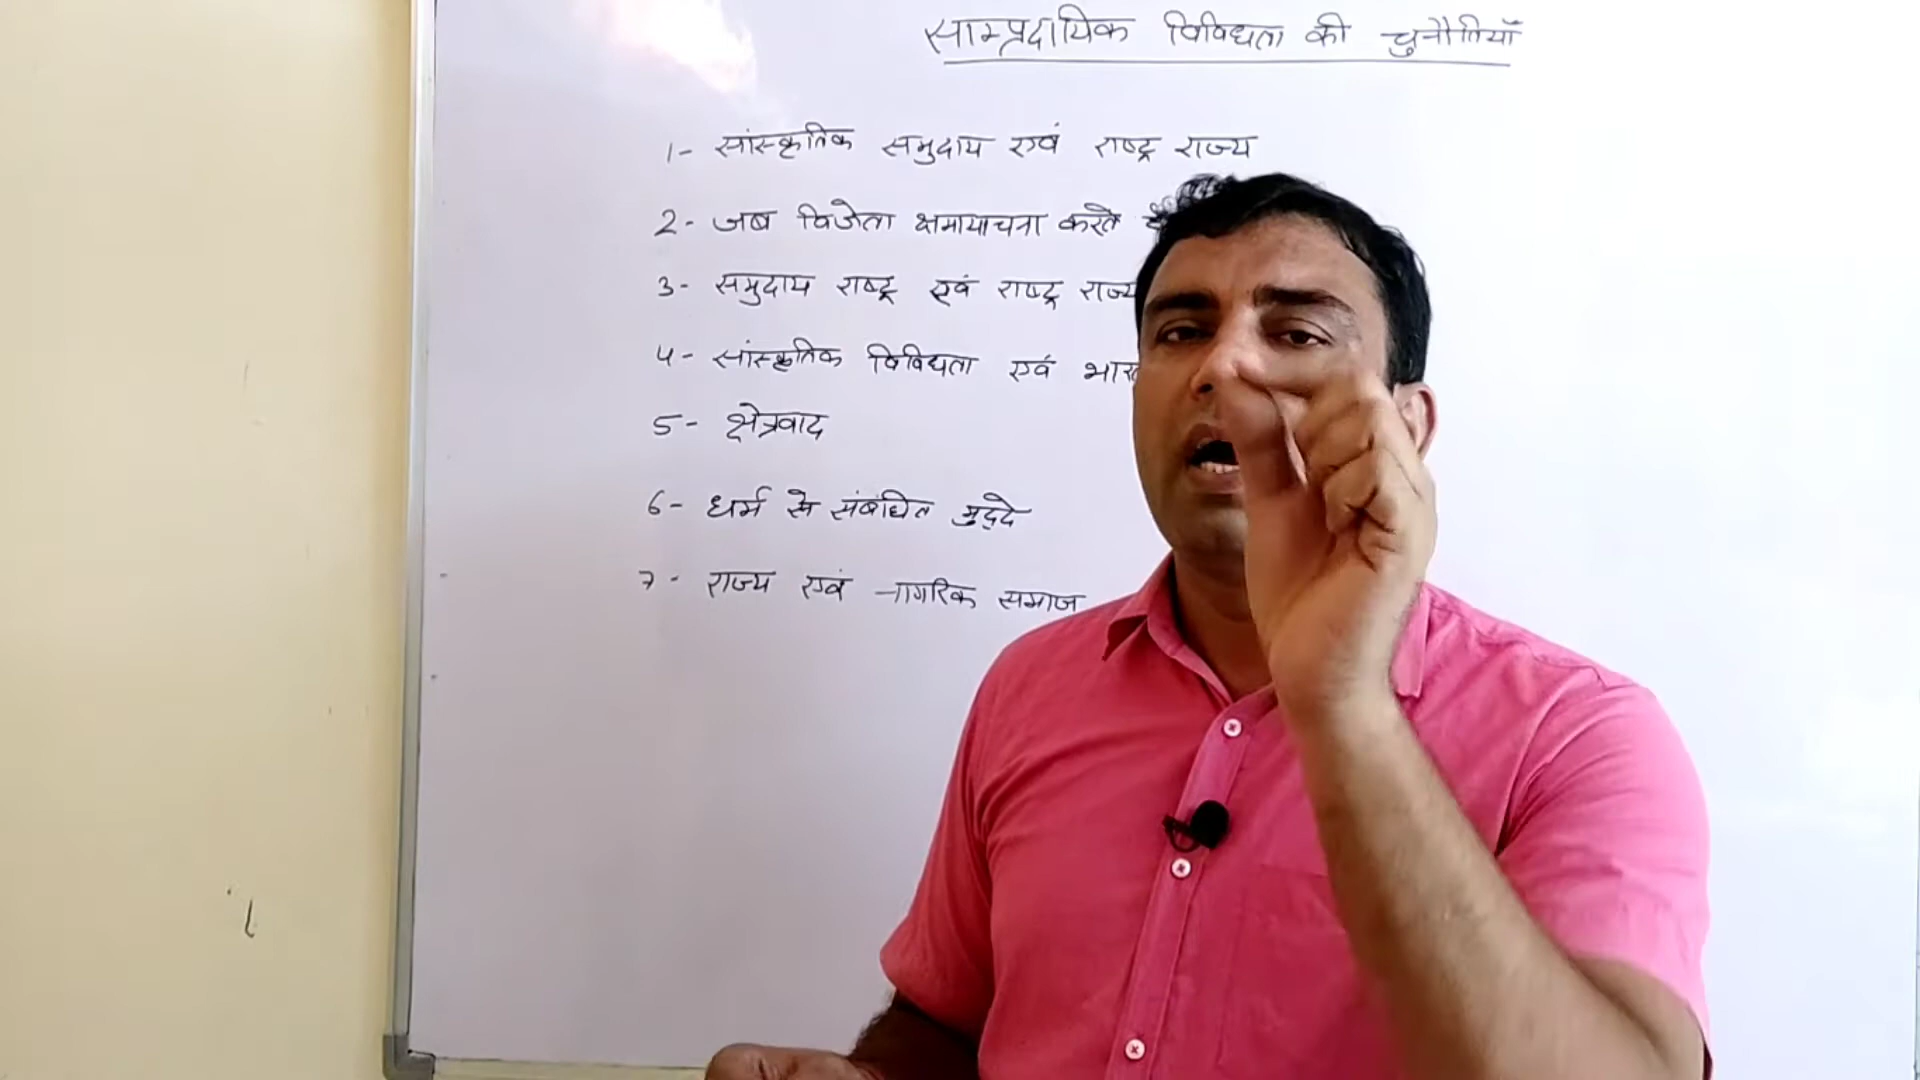 साम्प्रदायिक विविधता की चुनौतियाँ
1- सांस्कृतिक समुदाय एवं राष्ट्र राज्य
2- जब विजेता क्षमायाचना करते
3- समुदाय राष्ट्र एवं राष्ट्र राज्य
4- सांस्कृतिक विविधता एवं
5- क्षेत्रवाद
6- धर्म से संबंधित मुद्दे
7- राज्य एवं नागरिक समाज